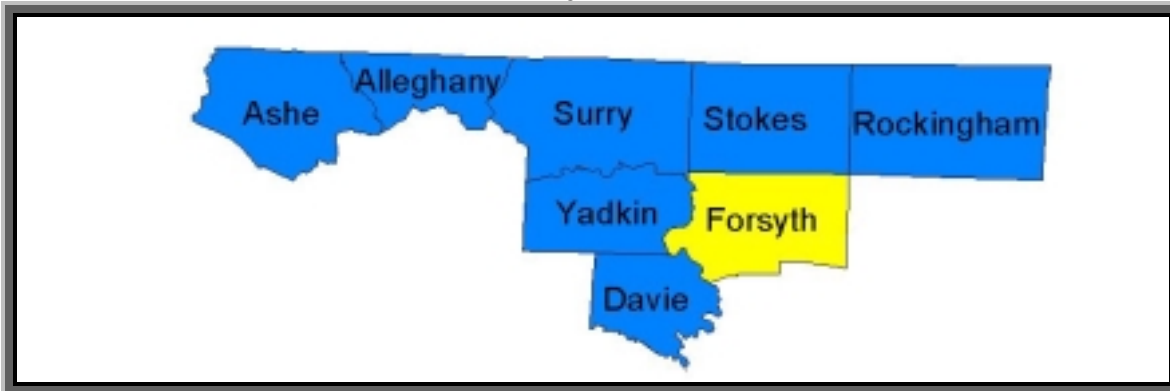 Alleghany
Ashe
Surry
Stokes
Rockingham
Yadkin
Forsyth
Davie